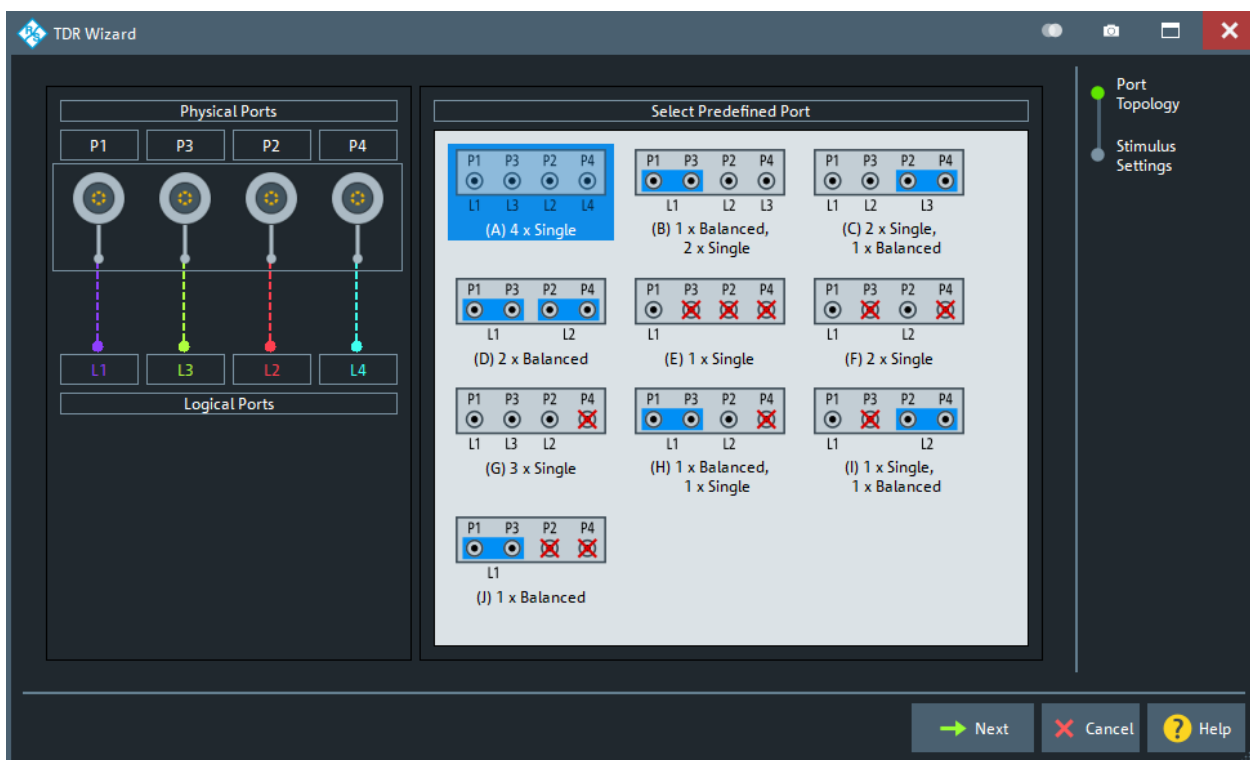 TDR Wizard
Physical Ports
P1 P3 P2 P4
L1 L3 L2 L4
Logical Ports
Select Predefined Port
P1 P3 P2 P4
L1 L3 L2 L4
(A) 4 x Single
P1 P3 P2 P4
L1 L2 L3
(B) 1 x Balanced,
2 x Single
P1 P3 P2 P4
L1 L2 L3
(C) 2 x Single,
1 x Balanced
P1 P3 P2 P4
L1 L2
(D) 2 x Balanced
P1 P3 P2 P4
L1
(E) 1 x Single
P1 P3 P2 P4
L1 L2
(F) 2 x Single
P1 P3 P2 P4
L1 L3 L2
(G) 3 x Single
P1 P3 P2 P4
L1 L2
(H) 1 x Balanced,
1 x Single
P1 P3 P2 P4
L1 L2
(I) 1 x Single,
1 x Balanced
P1 P3 P2 P4
L1
(J) 1 x Balanced
Port
Topology
Stimulus
Settings
Next
Cancel
? Help